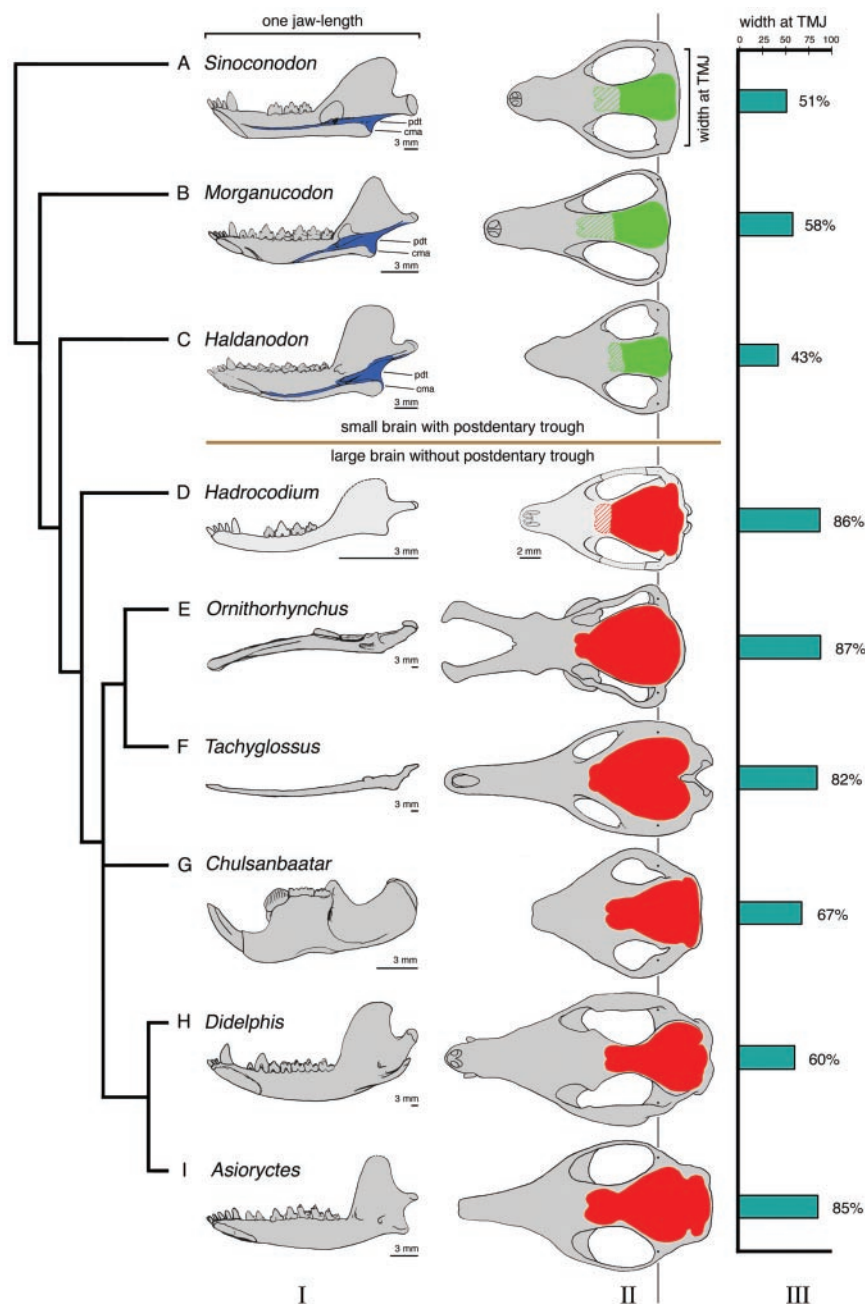 one jaw-length
width at TMJ
0 25 50 75 100
A Sinoconodon
pdt
cma
3 mm
width at TMJ
51%
B Morganucodon
pdt
cma
3 mm
58%
C Haldanodon
pdt
cma
3 mm
43%
small brain with postdentary trough
large brain without postdentary trough
D Hadrocodium
3 mm
2 mm
86%
E Ornithorhynchus
3 mm
87%
F Tachyglossus
3 mm
82%
G Chulsanbaatar
3 mm
67%
H Didelphis
3 mm
60%
I Asioryctes
3 mm
85%
I II III